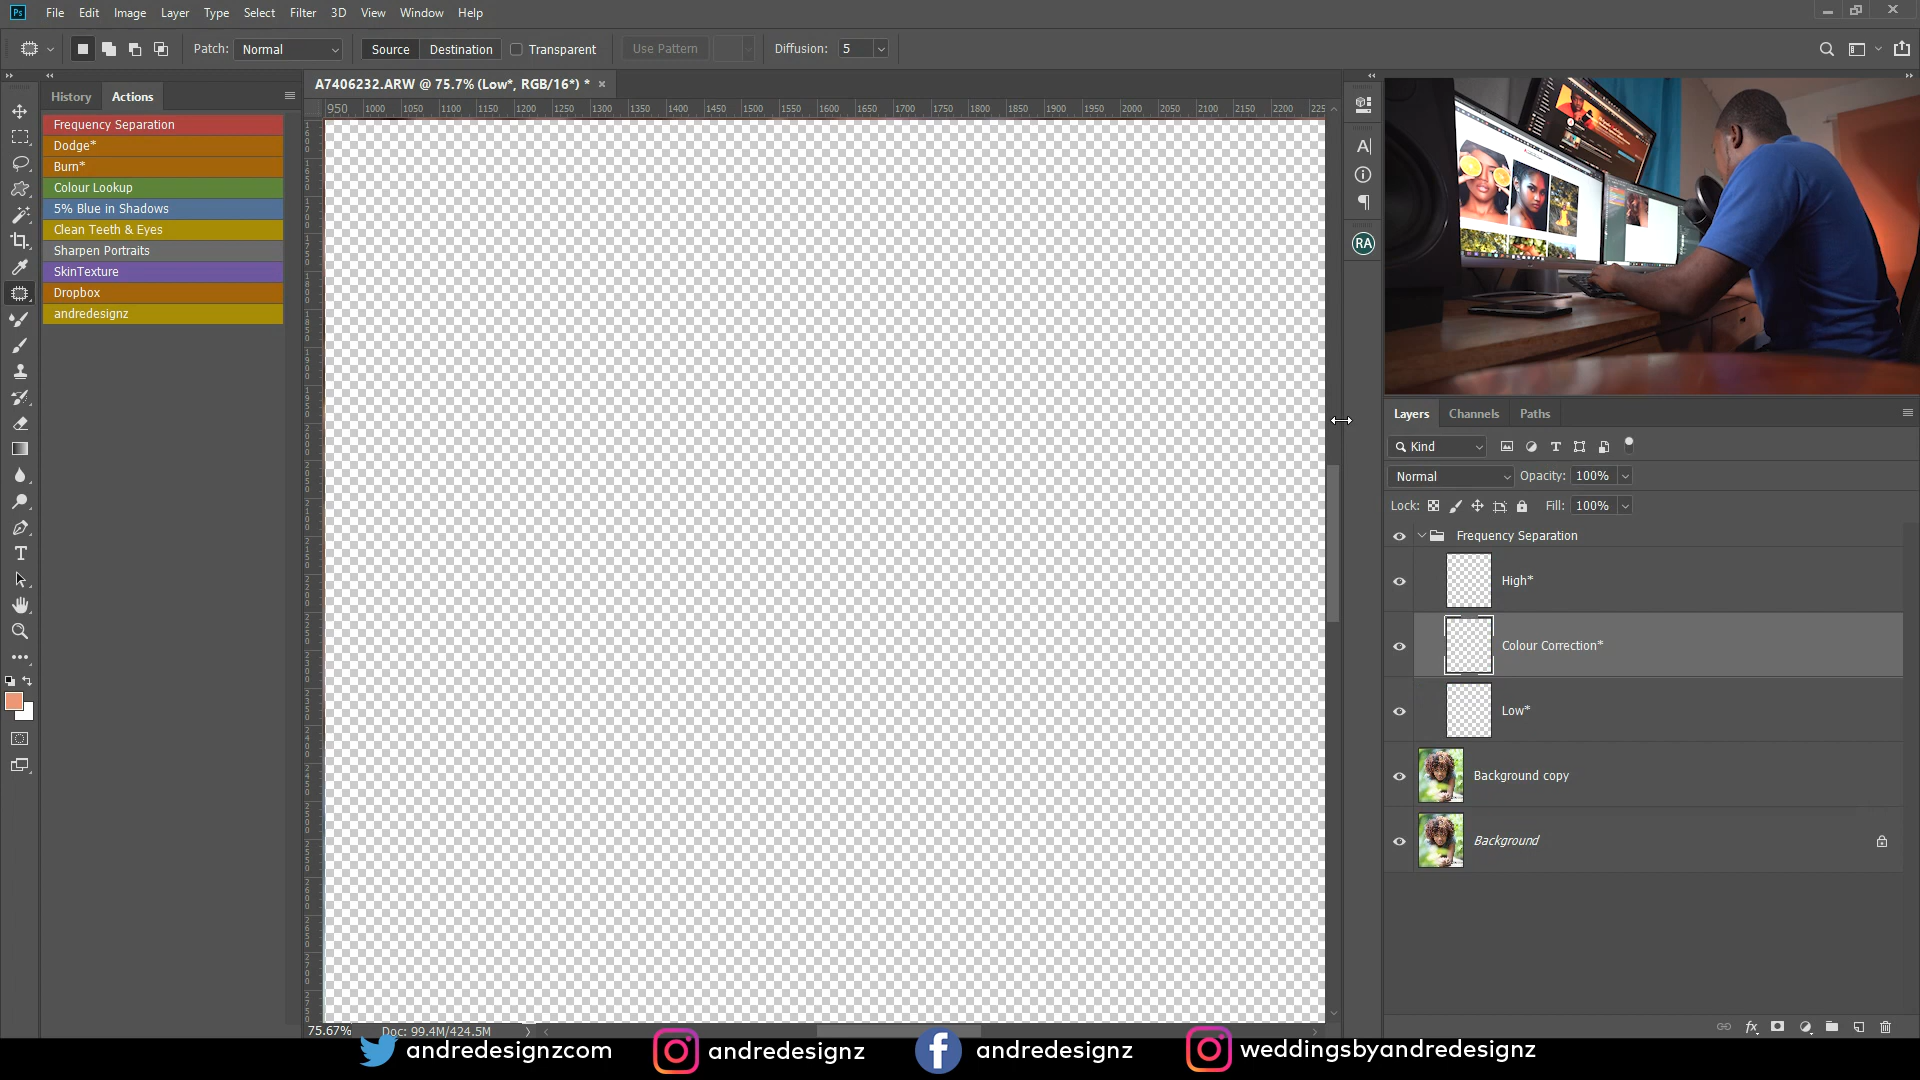 Ps File Edit Image Layer Type Select Filter 3D View Window Help
Patch: Normal Source Destination Transparent Use Pattern Diffusion: 5
History Actions
A7406232.ARW @ 75.7% (Low*, RGB/16*) *
950 1000 1050 1100 1150 1200 1250 1300 1350 1400 1450 1500 1550 1600 1650 1700 1750 1800 1850 1900 1950 2000 2050 2100 2150 2200 225
Frequency Separation
Dodge*
Burn*
Colour Lookup
5% Blue in Shadows
Clean Teeth & Eyes
Sharpen Portraits
SkinTexture
Dropbox
andredesignz
RA
Layers Channels Paths
Kind
Normal Opacity: 100%
Lock: Fill: 100%
Frequency Separation
High*
Colour Correction*
Low*
Background copy
Background
75.67% Doc: 99.4M/424.5M
andredesignzcom andredesignz andredesignz weddingsbyandredesignz